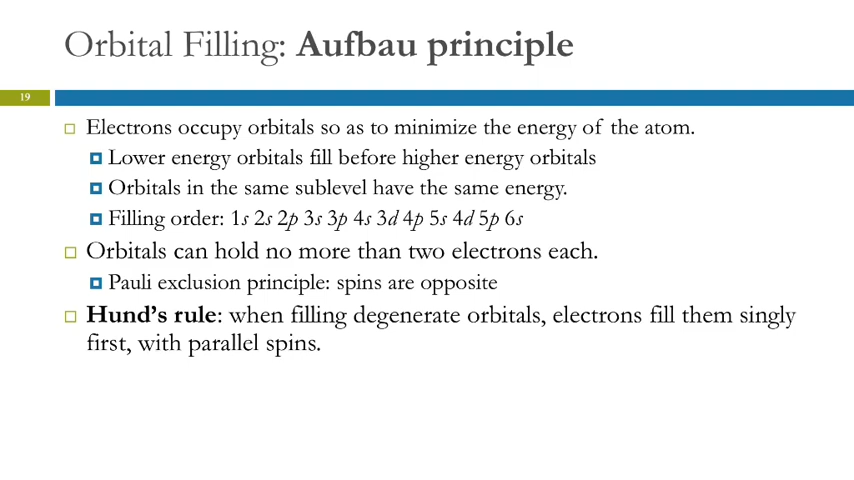 Orbital Filling: Aufbau principle
19
Electrons occupy orbitals so as to minimize the energy of the atom.
Lower energy orbitals fill before higher energy orbitals
Orbitals in the same sublevel have the same energy.
Filling order: 1s 2s 2p 3s 3p 4s 3d 4p 5s 4d 5p 6s
Orbitals can hold no more than two electrons each.
Pauli exclusion principle: spins are opposite
Hund's rule: when filling degenerate orbitals, electrons fill them singly
first, with parallel spins.